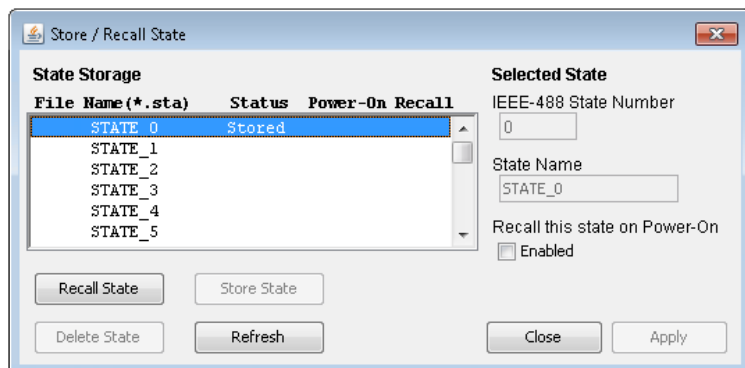 Store / Recall State
State Storage
File Name(*.sta) Status Power-On Recall
STATE_0 Stored
STATE_1
STATE_2
STATE_3
STATE_4
STATE_5
Recall State Store State
Delete State Refresh
Selected State
IEEE-488 State Number
0
State Name
STATE_0
Recall this state on Power-On
Enabled
Close Apply